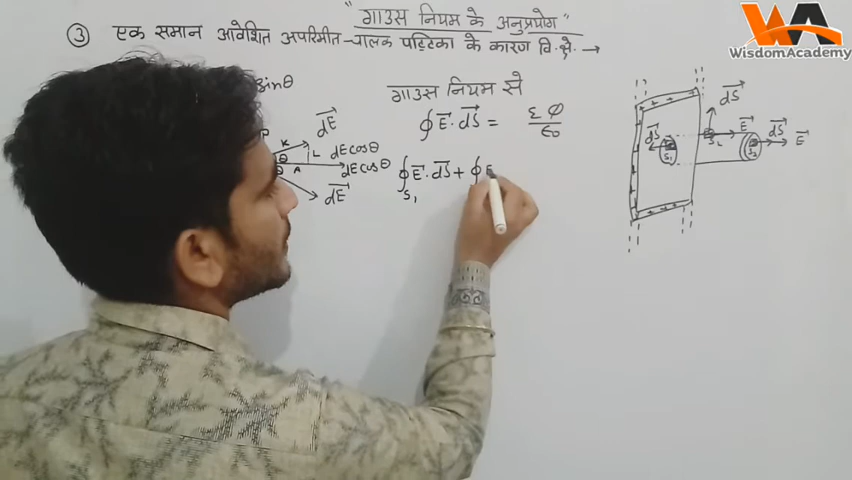 "गाउस नियम के अनुप्रयोग"
③ एक समान आवेशित अपरिमीत-चालक पट्टिका के कारण वि. क्षे. →
sinθ
गाउस नियम से
∮ E⃗ · dS⃗ = Σφ / ε₀
∮ E⃗ · dS⃗ + ∮ E
S₁
K
dE⃗
θ
L
dE cosθ
A
dE cosθ
dE⃗
dS⃗
dS⃗
S₁
S₂
E⃗
dS⃗
E⃗
S₂
WisdomAcademy